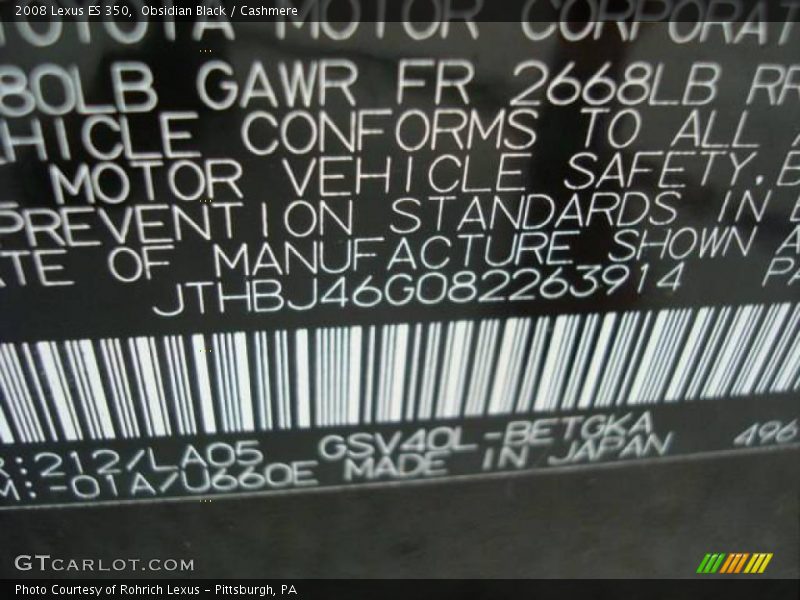 2008 Lexus ES 350, Obsidian Black / Cashmere
TOYOTA MOTOR CORPORAT
80LB GAWR FR 2668LB RR
HICLE CONFORMS TO ALL
MOTOR VEHICLE SAFETY, B
PREVENTION STANDARDS IN
TE OF MANUFACTURE SHOWN A
JTHBJ46G082263914 PA
:212/LA05 GSV40L-BETGKA 496
M:-01A/U660E MADE IN JAPAN
GTCARLOT.COM
Photo Courtesy of Rohrich Lexus - Pittsburgh, PA